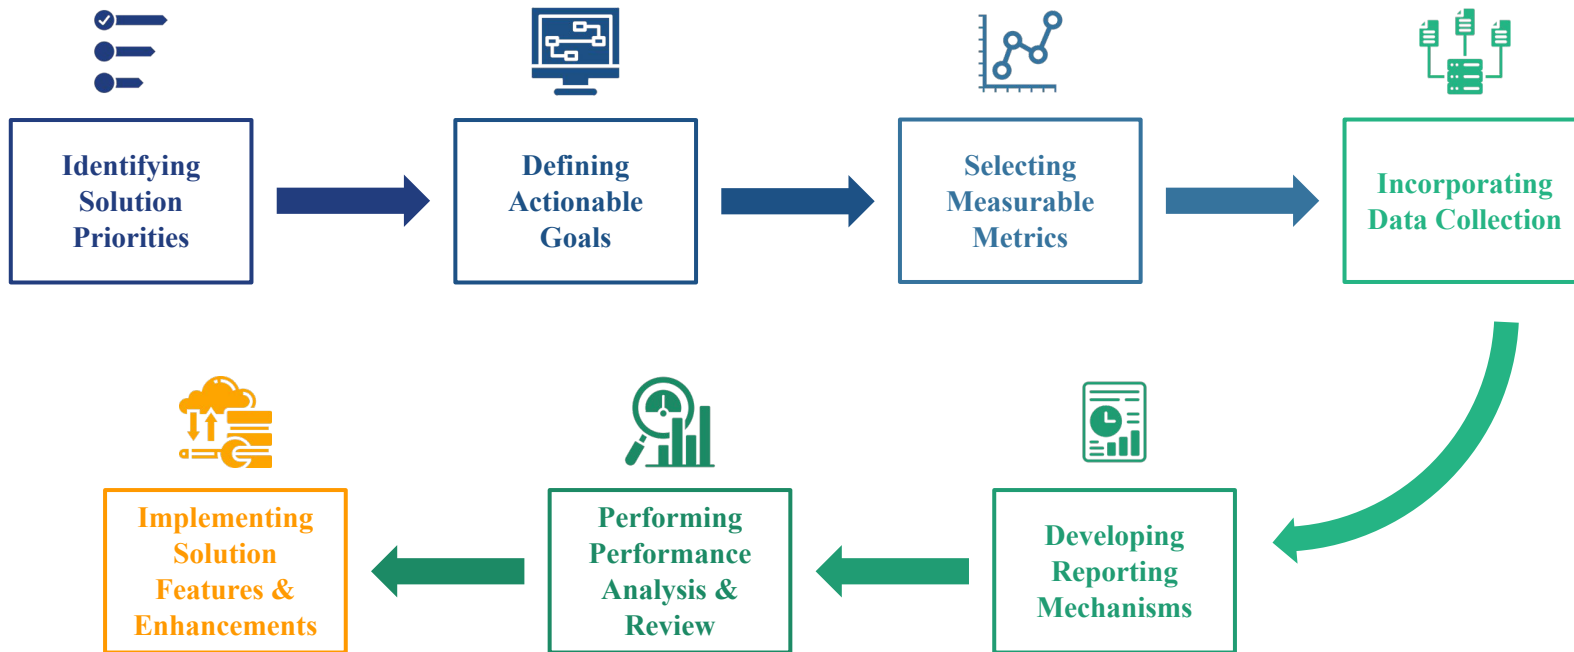 Identifying
Solution
Priorities
Defining
Actionable
Goals
Selecting
Measurable
Metrics
Incorporating
Data Collection
Developing
Reporting
Mechanisms
Performing
Performance
Analysis &
Review
Implementing
Solution
Features &
Enhancements